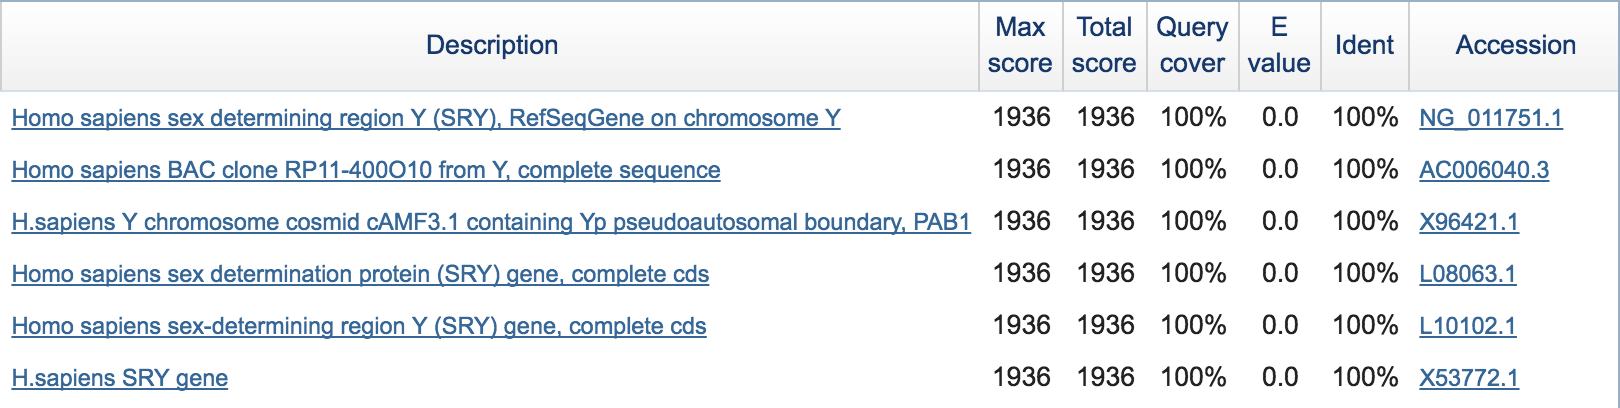 Description Max score Total score Query cover E value Ident Accession
Homo sapiens sex determining region Y (SRY), RefSeqGene on chromosome Y 1936 1936 100% 0.0 100% NG_011751.1
Homo sapiens BAC clone RP11-400O10 from Y, complete sequence 1936 1936 100% 0.0 100% AC006040.3
H.sapiens Y chromosome cosmid cAMF3.1 containing Yp pseudoautosomal boundary, PAB1 1936 1936 100% 0.0 100% X96421.1
Homo sapiens sex determination protein (SRY) gene, complete cds 1936 1936 100% 0.0 100% L08063.1
Homo sapiens sex-determining region Y (SRY) gene, complete cds 1936 1936 100% 0.0 100% L10102.1
H.sapiens SRY gene 1936 1936 100% 0.0 100% X53772.1